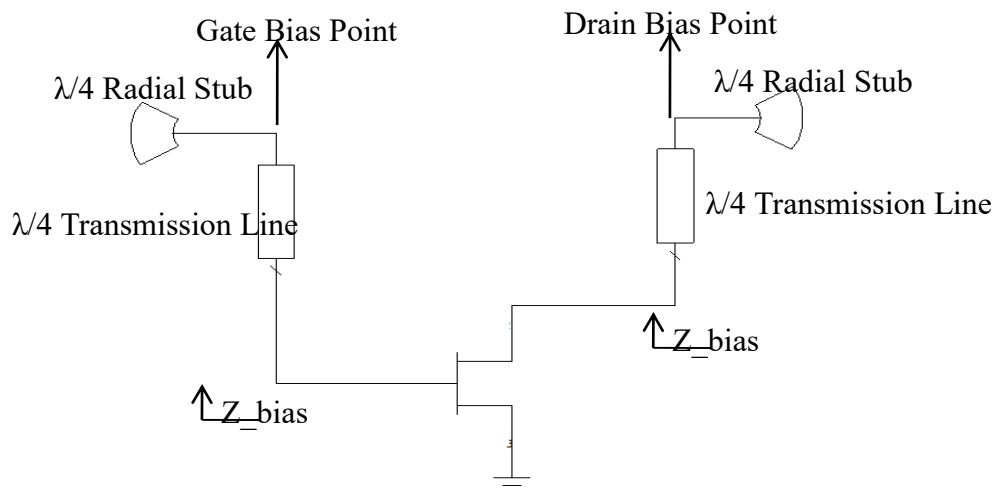 Gate Bias Point
Drain Bias Point
λ/4 Radial Stub
λ/4 Radial Stub
λ/4 Transmission Line
λ/4 Transmission Line
Z_bias
Z_bias